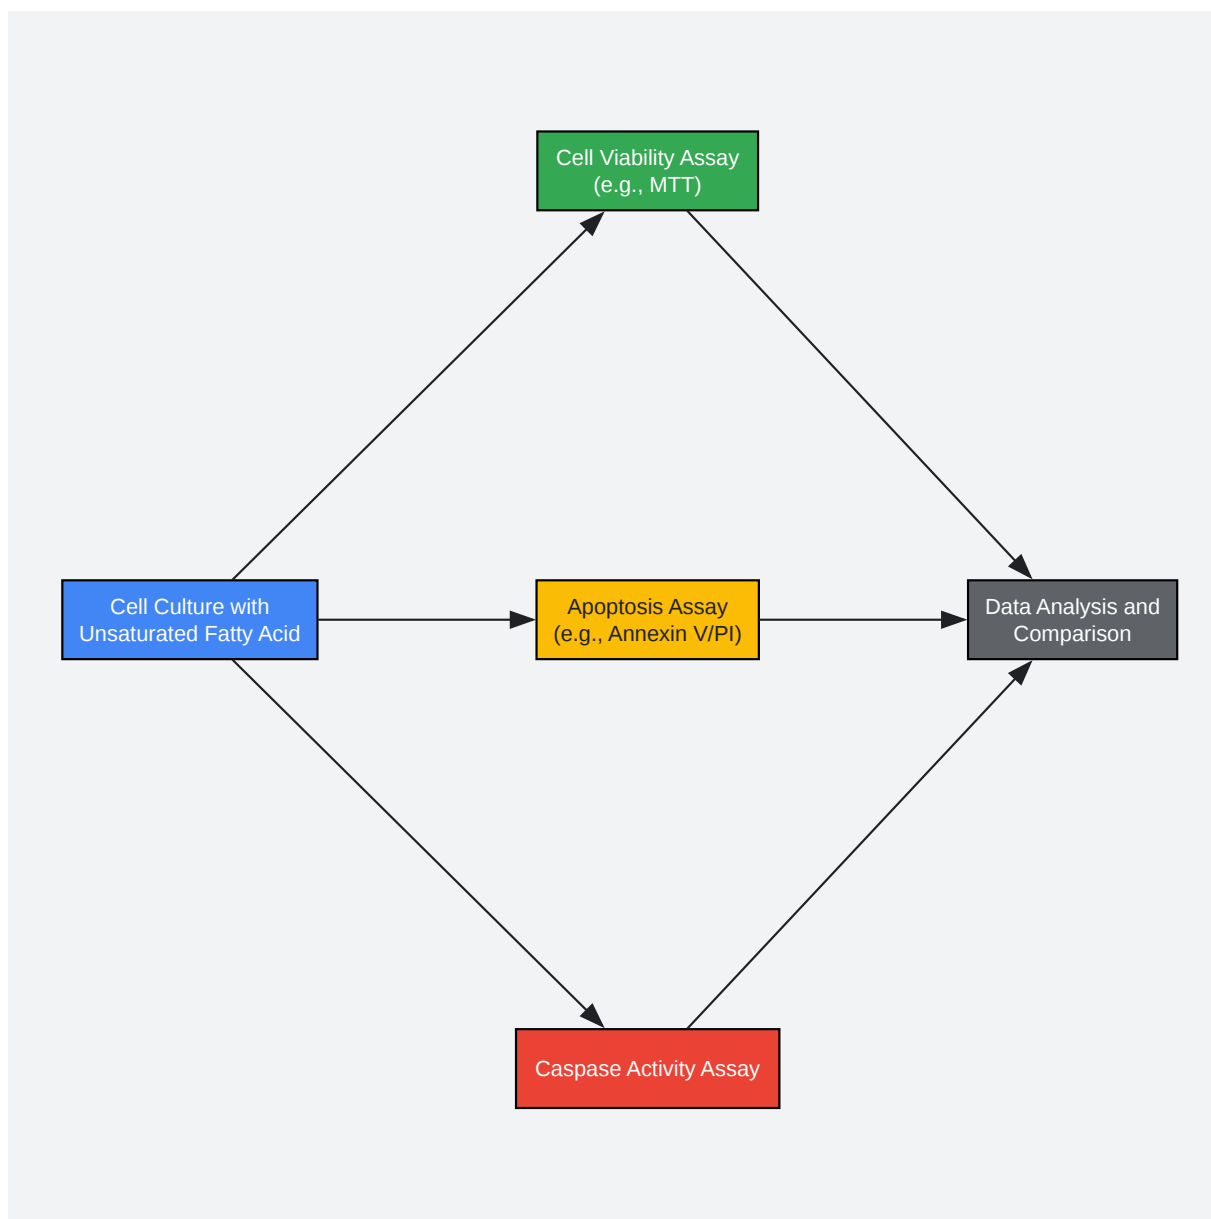 Cell Viability Assay
(e.g., MTT)
Cell Culture with
Unsaturated Fatty Acid
Apoptosis Assay
(e.g., Annexin V/PI)
Data Analysis and
Comparison
Caspase Activity Assay